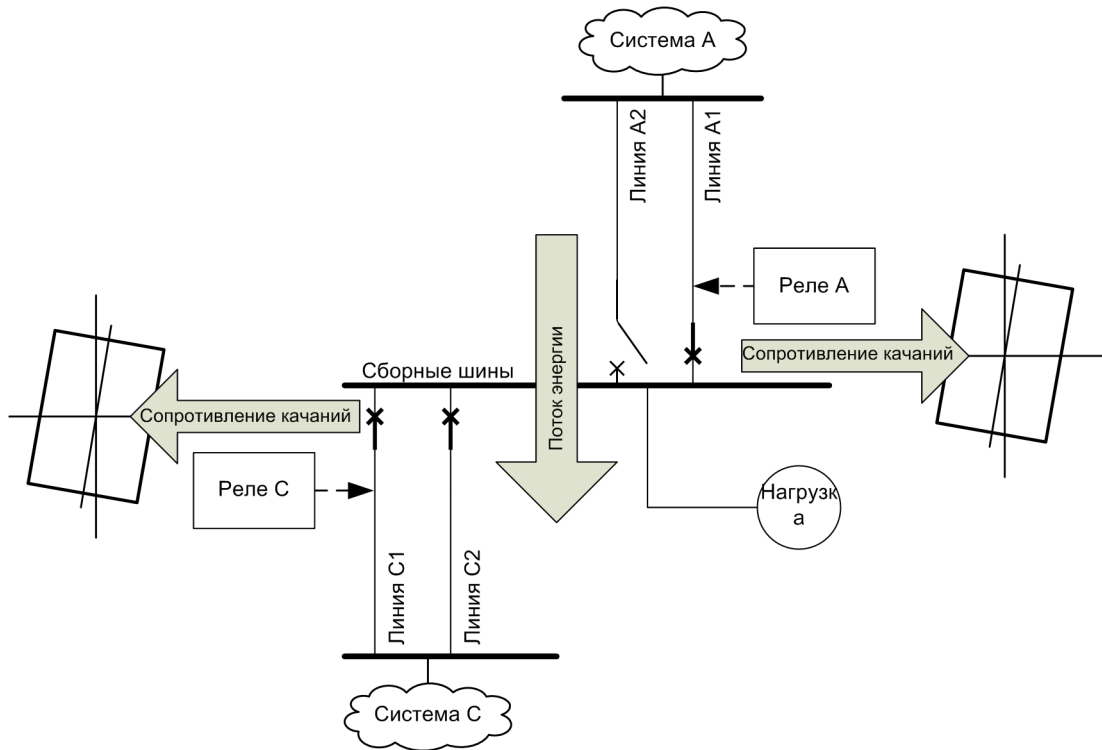 Система А
Линия А2
Линия А1
Реле А
Поток энергии
Сопротивление качаний
Сборные шины
Сопротивление качаний
Реле С
Нагрузк
а
Линия С1
Линия С2
Система С